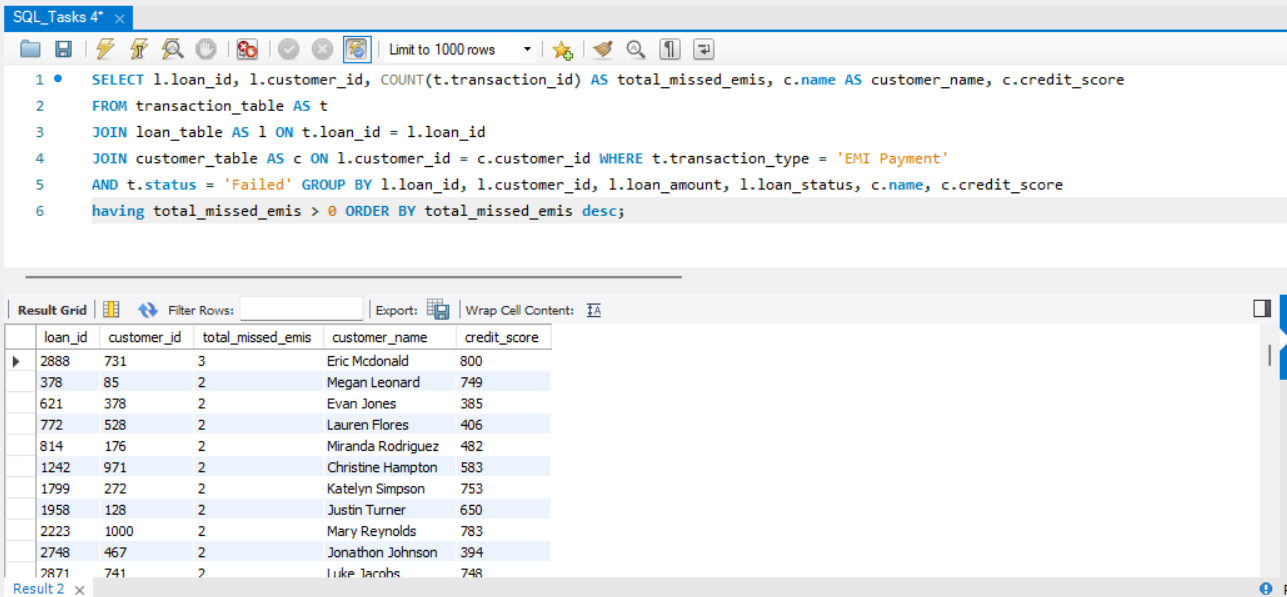 SQL_Tasks 4*
Limit to 1000 rows
1 SELECT l.loan_id, l.customer_id, COUNT(t.transaction_id) AS total_missed_emis, c.name AS customer_name, c.credit_score
2 FROM transaction_table AS t
3 JOIN loan_table AS l ON t.loan_id = l.loan_id
4 JOIN customer_table AS c ON l.customer_id = c.customer_id WHERE t.transaction_type = 'EMI Payment'
5 AND t.status = 'Failed' GROUP BY l.loan_id, l.customer_id, l.loan_amount, l.loan_status, c.name, c.credit_score
6 having total_missed_emis > 0 ORDER BY total_missed_emis desc;
Result Grid Filter Rows: Export: Wrap Cell Content: IA
loan_id customer_id total_missed_emis customer_name credit_score
2888 731 3 Eric Mcdonald 800
378 85 2 Megan Leonard 749
621 378 2 Evan Jones 385
772 528 2 Lauren Flores 406
814 176 2 Miranda Rodriguez 482
1242 971 2 Christine Hampton 583
1799 272 2 Katelyn Simpson 753
1958 128 2 Justin Turner 650
2223 1000 2 Mary Reynolds 783
2748 467 2 Jonathon Johnson 394
2871 741 2 Luke Jacobs 748
Result 2